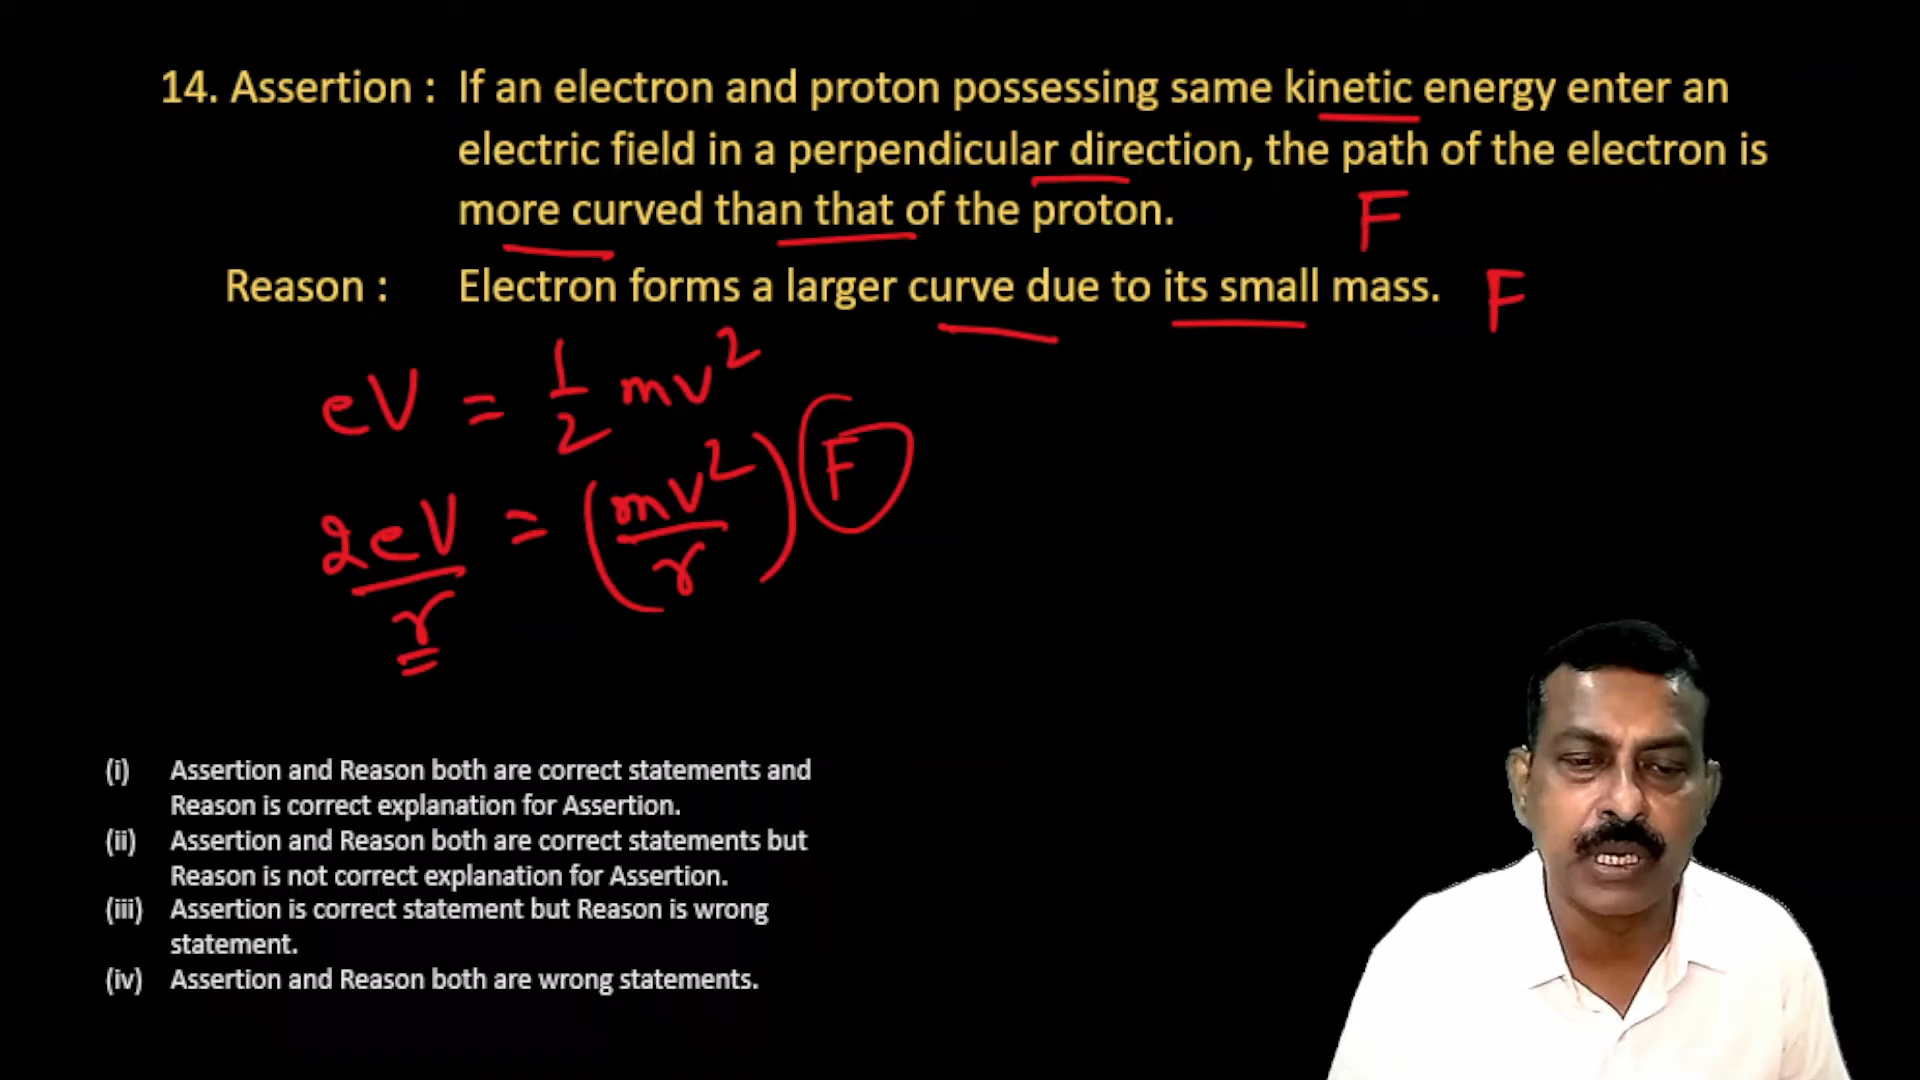 14. Assertion : If an electron and proton possessing same kinetic energy enter an
electric field in a perpendicular direction, the path of the electron is
more curved than that of the proton. F
Reason : Electron forms a larger curve due to its small mass. F
eV = 1/2 mv²
2eV/r = (mv²/r) F
(i) Assertion and Reason both are correct statements and
Reason is correct explanation for Assertion.
(ii) Assertion and Reason both are correct statements but
Reason is not correct explanation for Assertion.
(iii) Assertion is correct statement but Reason is wrong
statement.
(iv) Assertion and Reason both are wrong statements.